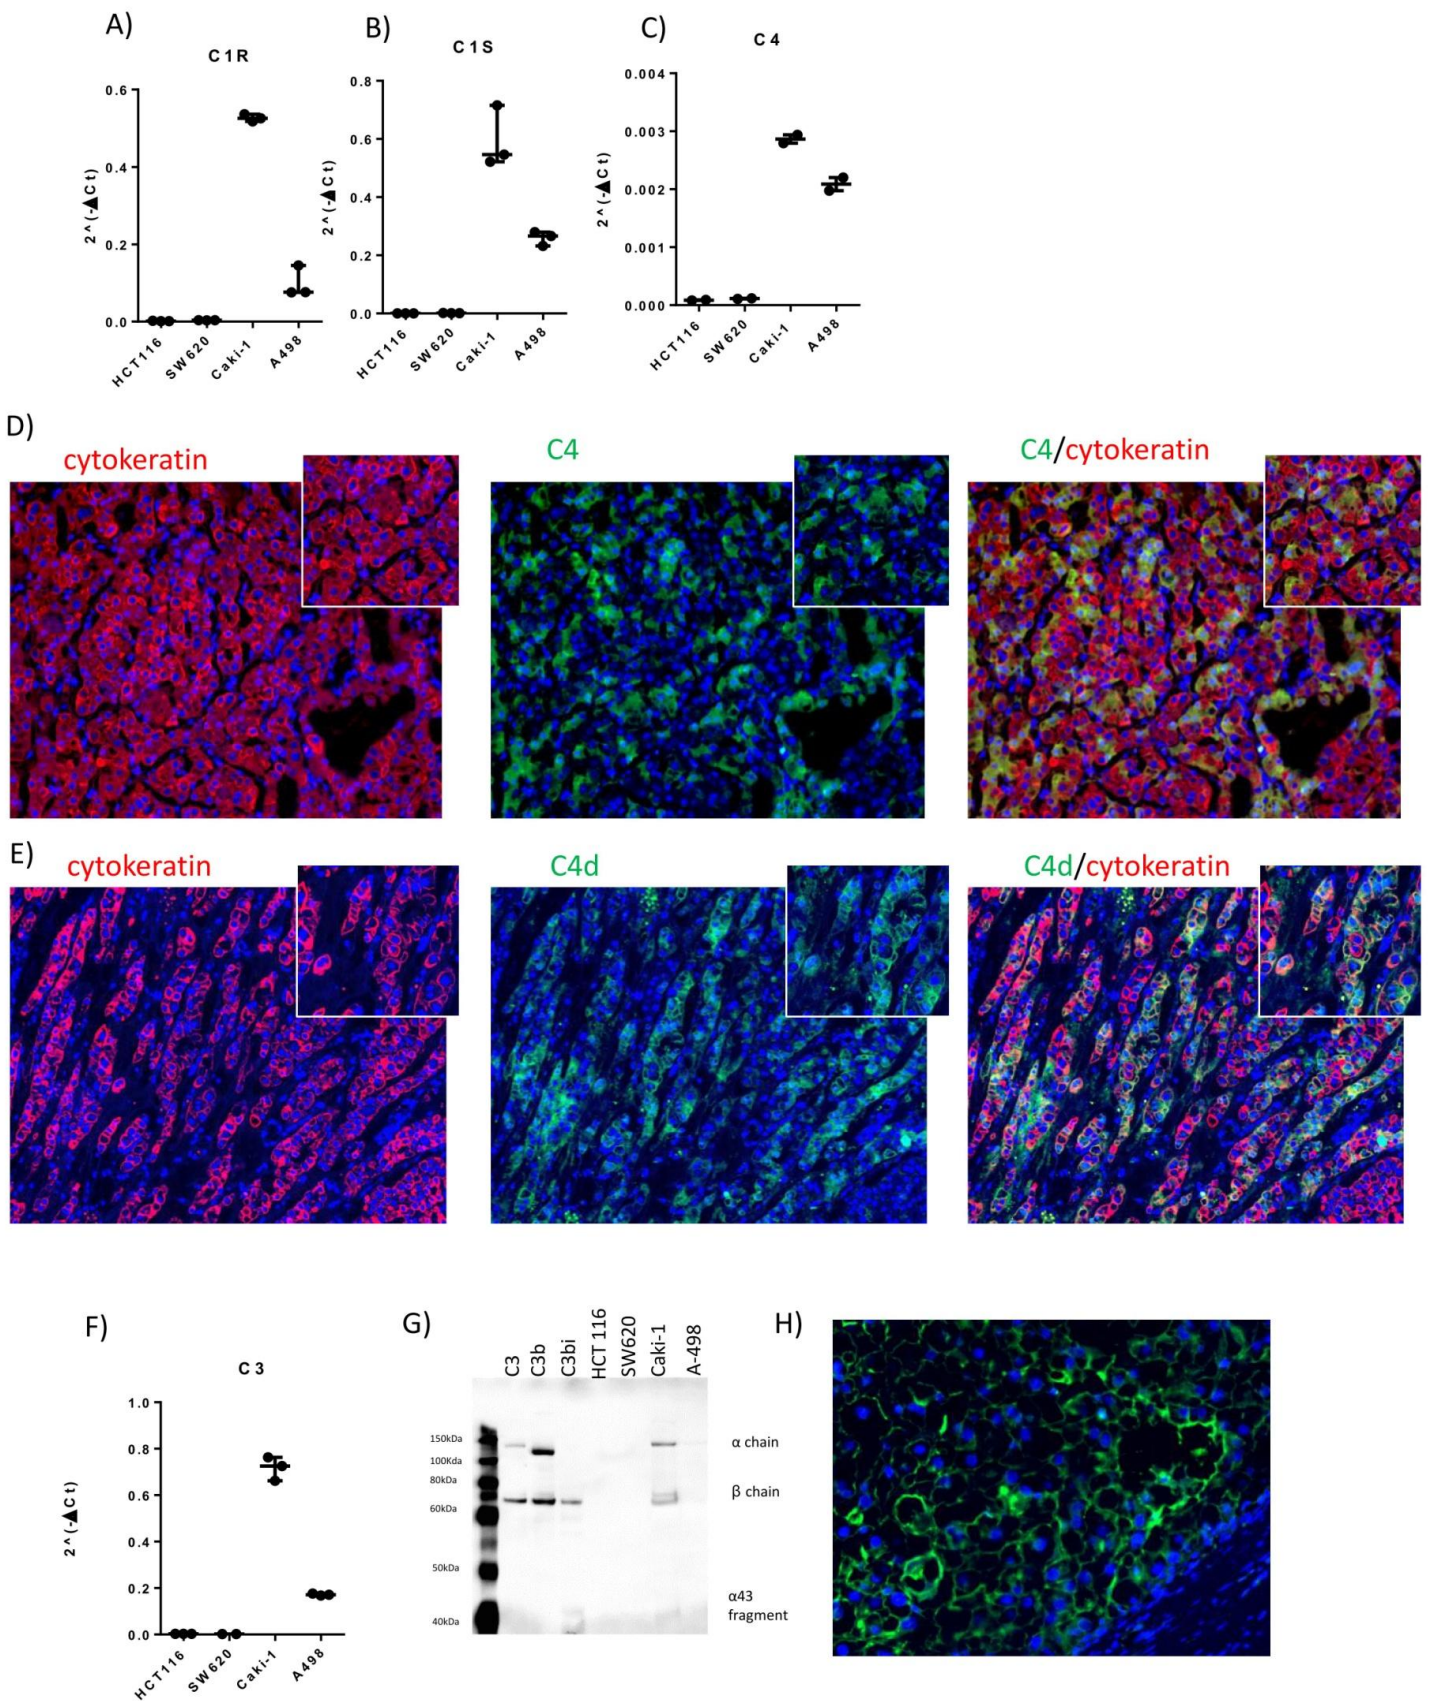 A)
C1R
2^(-▲Ct)
0.6
0.4
0.2
0.0
HCT116
SW620
Caki-1
A498
B)
C1S
2^(-▲Ct)
0.8
0.6
0.4
0.2
0.0
HCT116
SW620
Caki-1
A498
C)
C4
2^(-▲Ct)
0.004
0.003
0.002
0.001
0.000
HCT116
SW620
Caki-1
A498
D)
cytokeratin
C4
C4/cytokeratin
E)
cytokeratin
C4d
C4d/cytokeratin
F)
C3
2^(-▲Ct)
1.0
0.8
0.6
0.4
0.2
0.0
HCT116
SW620
Caki-1
A498
G)
C3
C3b
C3bi
HCT 116
SW620
Caki-1
A-498
150kDa
100Kda
80kDa
60kDa
50kDa
40kDa
α chain
β chain
α43
fragment
H)